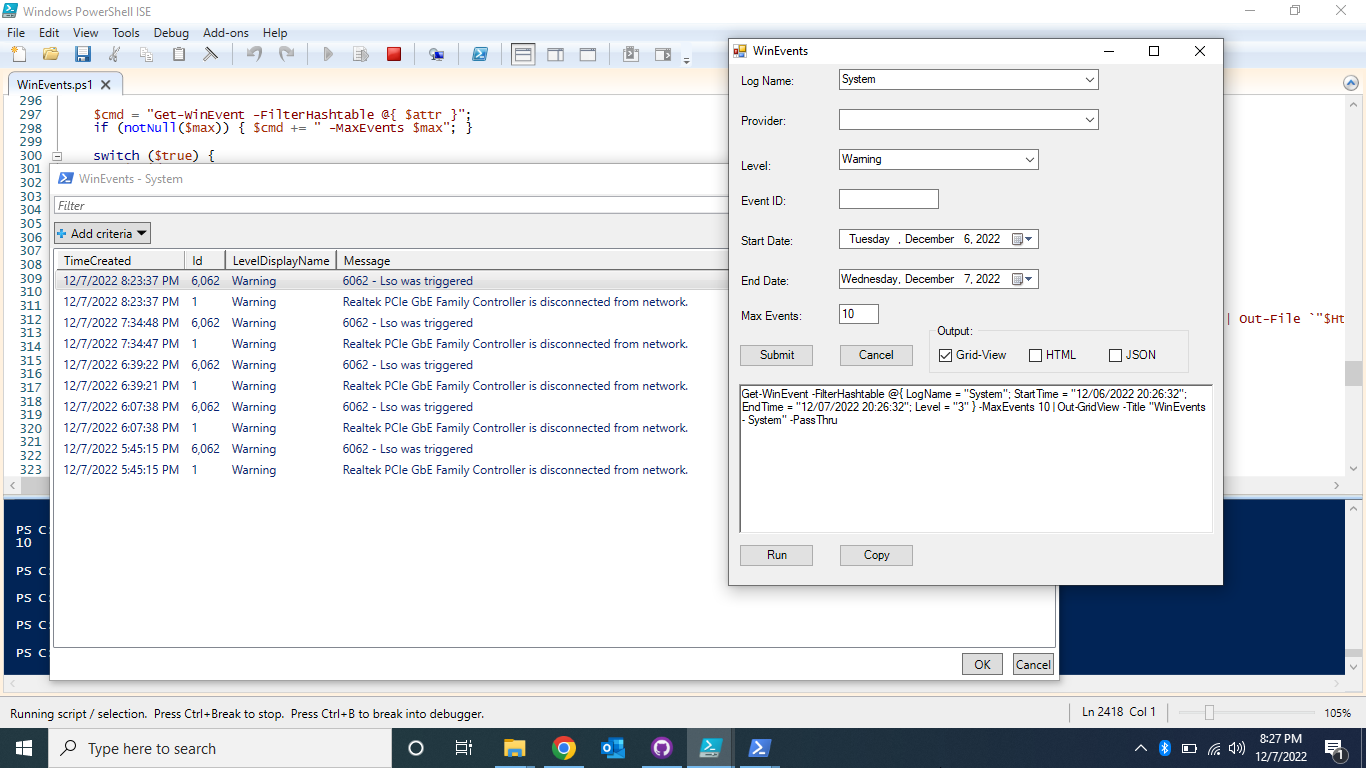 Windows PowerShell ISE
File Edit View Tools Debug Add-ons Help
WinEvents.ps1
296
297 $cmd = "Get-WinEvent -FilterHashtable @{ $attr }";
298 if (notNull($max)) { $cmd += " -MaxEvents $max"; }
299
300 switch ($true) {
301
302
303
304
305
306
307
308
309
310
311
312 | Out-File `"$Ht
313
314
315
316
317
318
319
320
321
322
323
WinEvents - System
Filter
Add criteria
TimeCreated Id LevelDisplayName Message
12/7/2022 8:23:37 PM 6,062 Warning 6062 - Lso was triggered
12/7/2022 8:23:37 PM 1 Warning Realtek PCIe GbE Family Controller is disconnected from network.
12/7/2022 7:34:48 PM 6,062 Warning 6062 - Lso was triggered
12/7/2022 7:34:47 PM 1 Warning Realtek PCIe GbE Family Controller is disconnected from network.
12/7/2022 6:39:22 PM 6,062 Warning 6062 - Lso was triggered
12/7/2022 6:39:21 PM 1 Warning Realtek PCIe GbE Family Controller is disconnected from network.
12/7/2022 6:07:38 PM 6,062 Warning 6062 - Lso was triggered
12/7/2022 6:07:38 PM 1 Warning Realtek PCIe GbE Family Controller is disconnected from network.
12/7/2022 5:45:15 PM 6,062 Warning 6062 - Lso was triggered
12/7/2022 5:45:15 PM 1 Warning Realtek PCIe GbE Family Controller is disconnected from network.
OK Cancel
WinEvents
Log Name: System
Provider:
Level: Warning
Event ID:
Start Date: Tuesday , December 6, 2022
End Date: Wednesday, December 7, 2022
Max Events: 10
Output:
Submit Cancel Grid-View HTML JSON
Get-WinEvent -FilterHashtable @{ LogName = "System"; StartTime = "12/06/2022 20:26:32";
EndTime = "12/07/2022 20:26:32"; Level = "3" } -MaxEvents 10 | Out-GridView -Title "WinEvents
- System" -PassThru
Run Copy
PS C:
10
PS C:
PS C:
PS C:
PS C:
Running script / selection. Press Ctrl+Break to stop. Press Ctrl+B to break into debugger.
Ln 2418 Col 1
105%
Type here to search
8:27 PM
12/7/2022
1